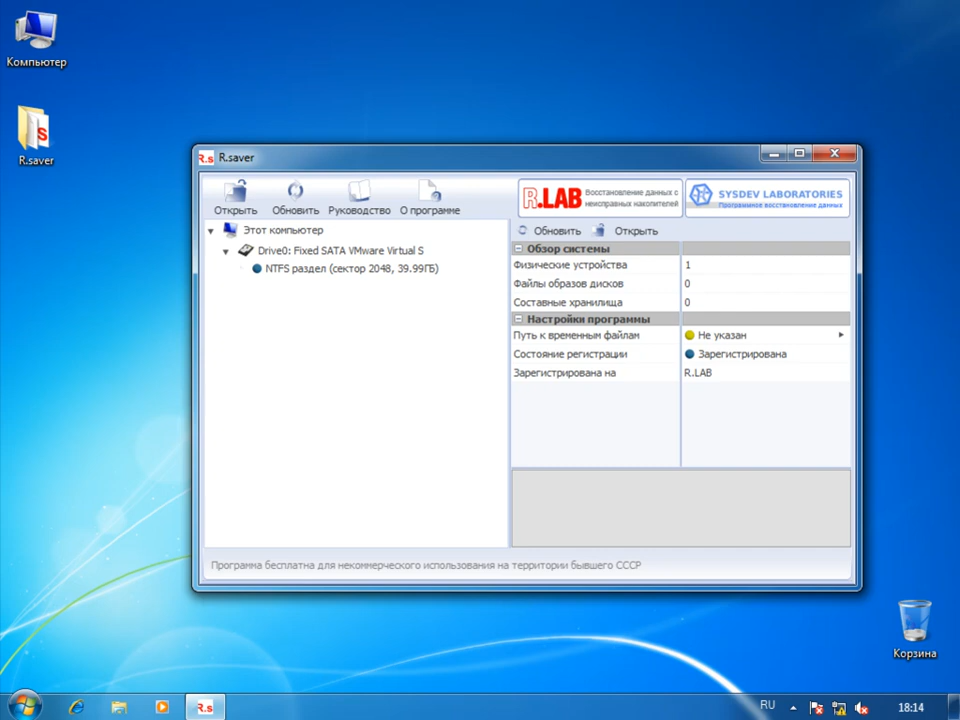 Компьютер
R.saver
R.s R.saver
Открыть Обновить Руководство О программе
R.LAB Восстановление данных с неисправных накопителей
SYSDEV LABORATORIES
Программное восстановление данных
Этот компьютер
Drive0: Fixed SATA VMware Virtual S
NTFS раздел (сектор 2048, 39.99ГБ)
Обновить Открыть
Обзор системы
Физические устройства 1
Файлы образов дисков 0
Составные хранилища 0
Настройки программы
Путь к временным файлам Не указан
Состояние регистрации Зарегистрирована
Зарегистрирована на R.LAB
Программа бесплатна для некоммерческого использования на территории бывшего СССР
Корзина
R.s
RU 18:14